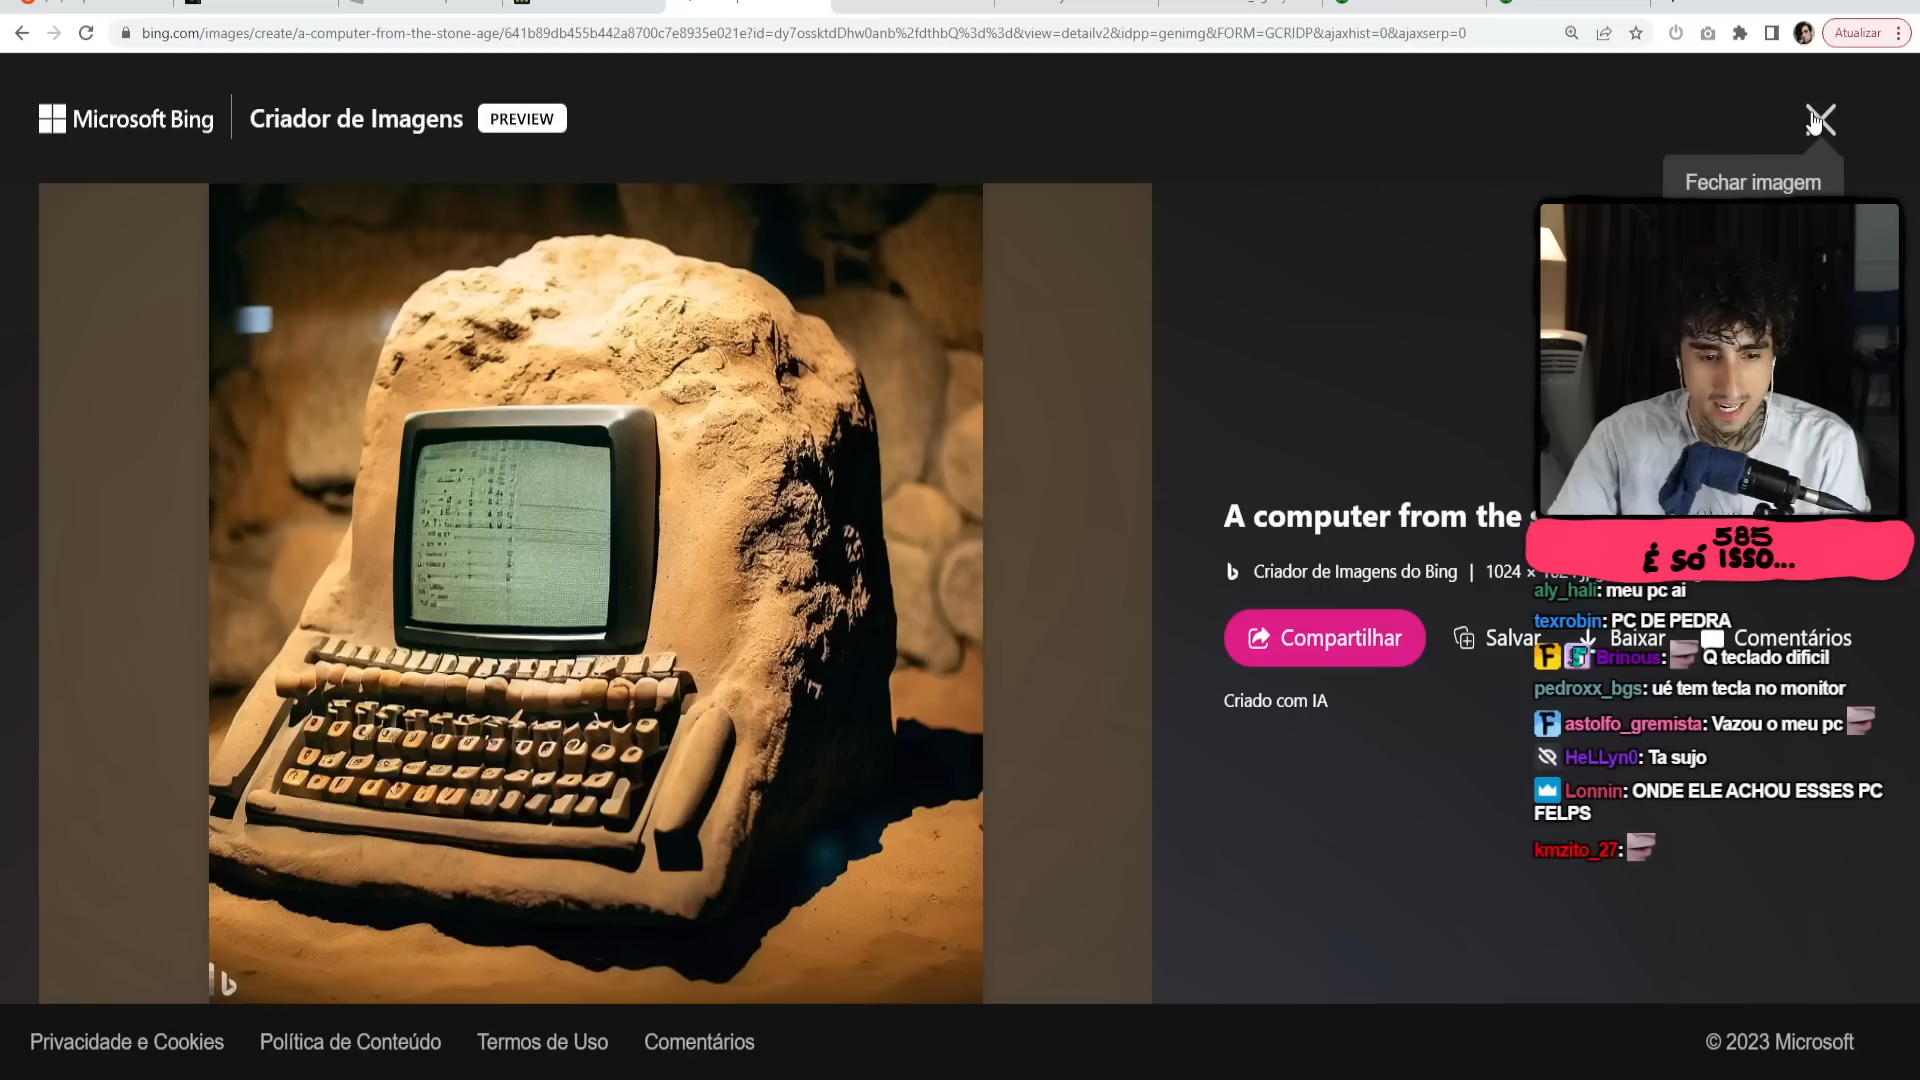 bing.com/images/create/a-computer-from-the-stone-age/641b89db455b442a8700c7e8935e021e?id=dy7ossktdDhw0anb%2fdthbQ%3d%3d&view=detailv2&idpp=genimg&FORM=GCRIDP&ajaxhist=0&ajaxserp=0
Atualizar
Microsoft Bing
Criador de Imagens
PREVIEW
Fechar imagem
A computer from the
Criador de Imagens do Bing | 1024 ×
585
É SÓ ISSO...
aly_hali: meu pc ai
texrobin: PC DE PEDRA
Compartilhar
Salvar
Baixar
Comentários
Brinous: Q teclado dificil
pedroxx_bgs: ué tem tecla no monitor
Criado com IA
astolfo_gremista: Vazou o meu pc
HeLLyn0: Ta sujo
Lonnin: ONDE ELE ACHOU ESSES PC
FELPS
kmzito_27:
Privacidade e Cookies
Política de Conteúdo
Termos de Uso
Comentários
© 2023 Microsoft